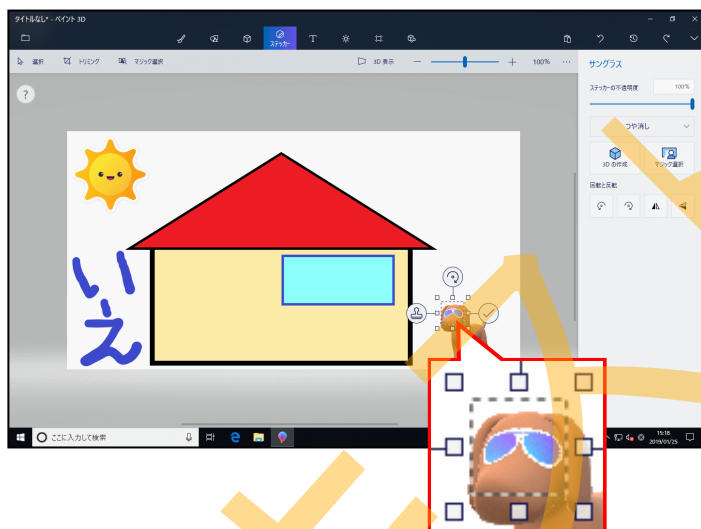 タイトルなし* - ペイント 3D
ステッカー
選択 トリミング マジック選択 3D 表示 100%
サングラス
ステッカーの不透明度 100%
つや消し
3D の作成 マジック選択
回転と反転
?
いえ
ここに入力して検索
15:18
2019/01/25